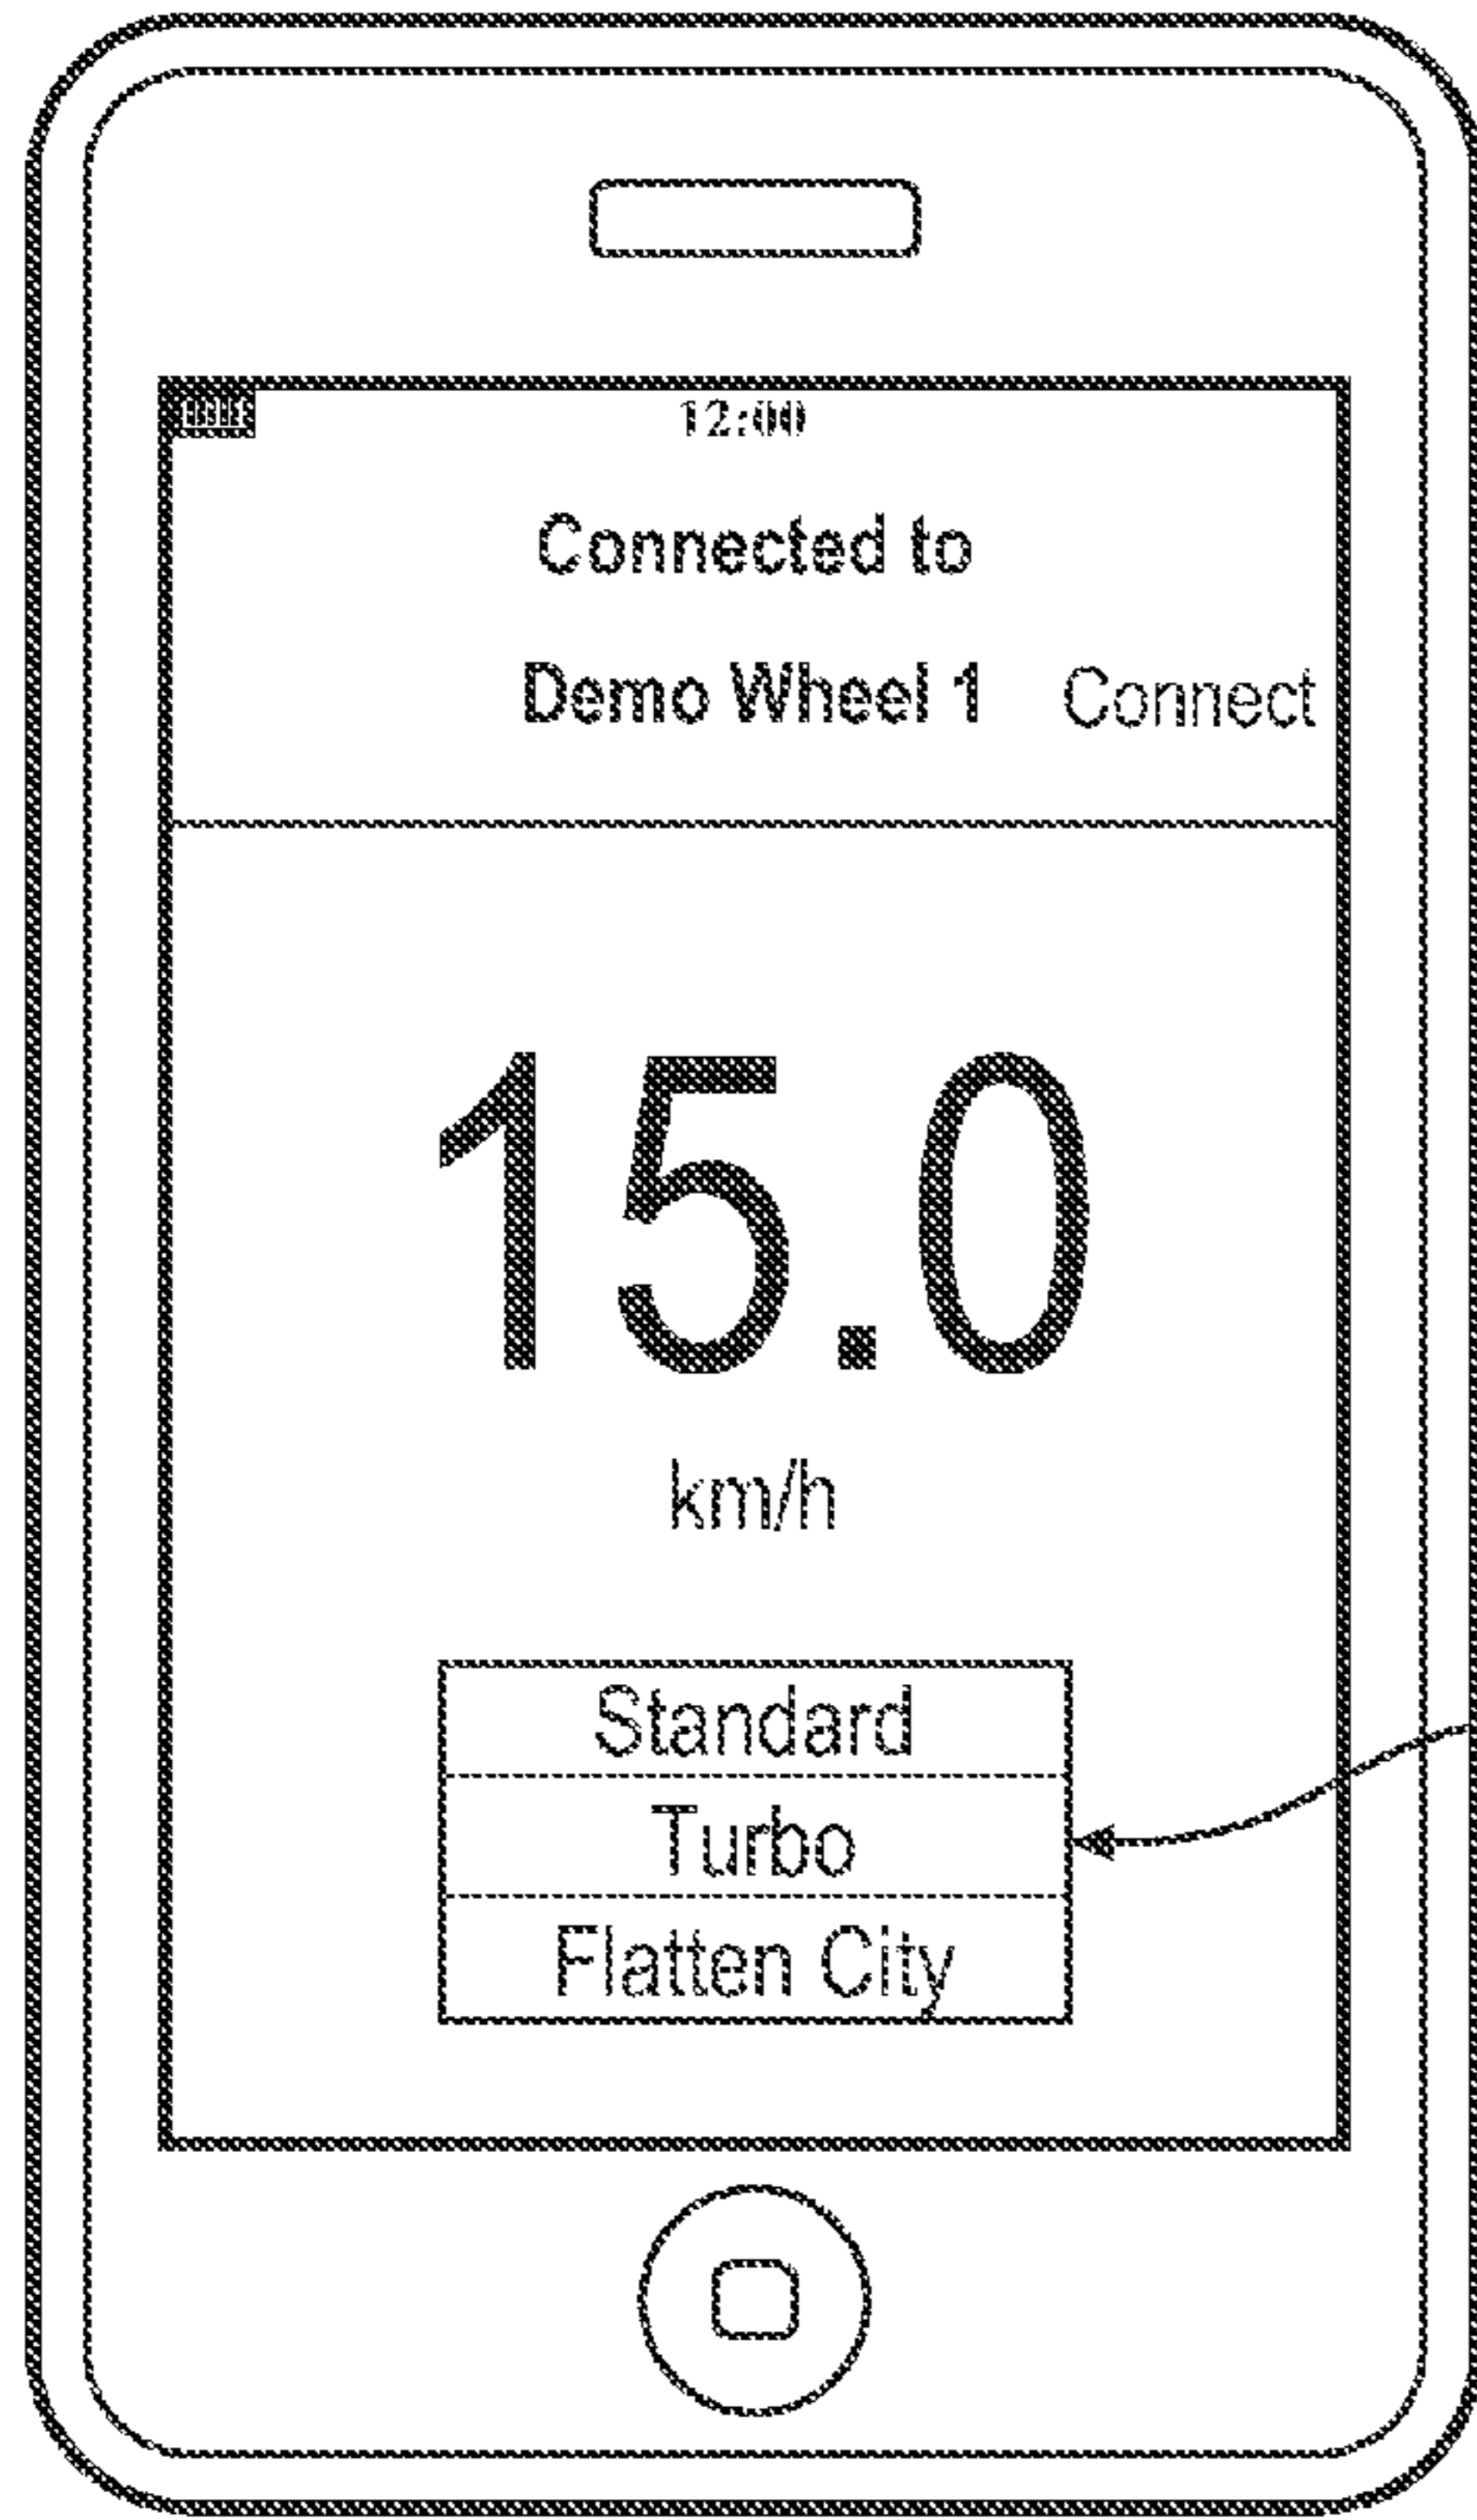 12:00
Connected to
Demo Wheel 1 Connect
15.0
km/h
Standard
Turbo
Flatten City